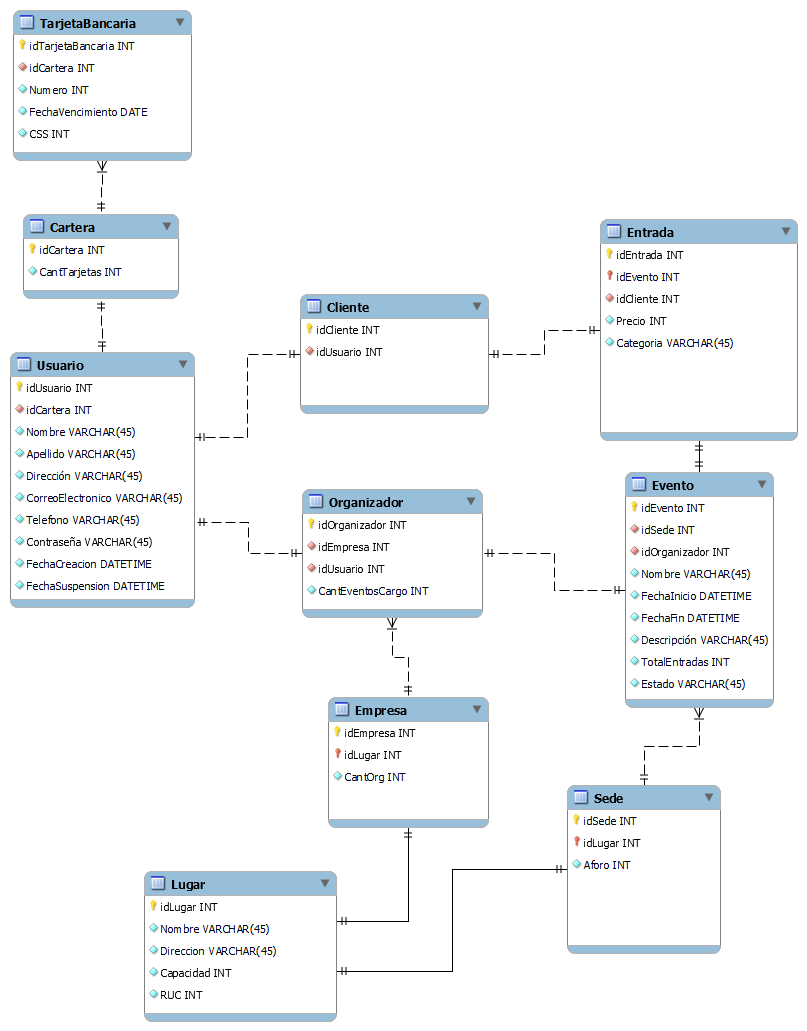 TarjetaBancaria
idTarjetaBancaria INT
idCartera INT
Numero INT
FechaVencimiento DATE
CSS INT
Cartera
idCartera INT
CantTarjetas INT
Usuario
idUsuario INT
idCartera INT
Nombre VARCHAR(45)
Apellido VARCHAR(45)
Dirección VARCHAR(45)
CorreoElectronico VARCHAR(45)
Telefono VARCHAR(45)
Contraseña VARCHAR(45)
FechaCreacion DATETIME
FechaSuspension DATETIME
Cliente
idCliente INT
idUsuario INT
Entrada
idEntrada INT
idEvento INT
idCliente INT
Precio INT
Categoria VARCHAR(45)
Organizador
idOrganizador INT
idEmpresa INT
idUsuario INT
CantEventosCargo INT
Evento
idEvento INT
idSede INT
idOrganizador INT
Nombre VARCHAR(45)
FechaInicio DATETIME
FechaFin DATETIME
Descripción VARCHAR(45)
TotalEntradas INT
Estado VARCHAR(45)
Empresa
idEmpresa INT
idLugar INT
CantOrg INT
Sede
idSede INT
idLugar INT
Aforo INT
Lugar
idLugar INT
Nombre VARCHAR(45)
Direccion VARCHAR(45)
Capacidad INT
RUC INT